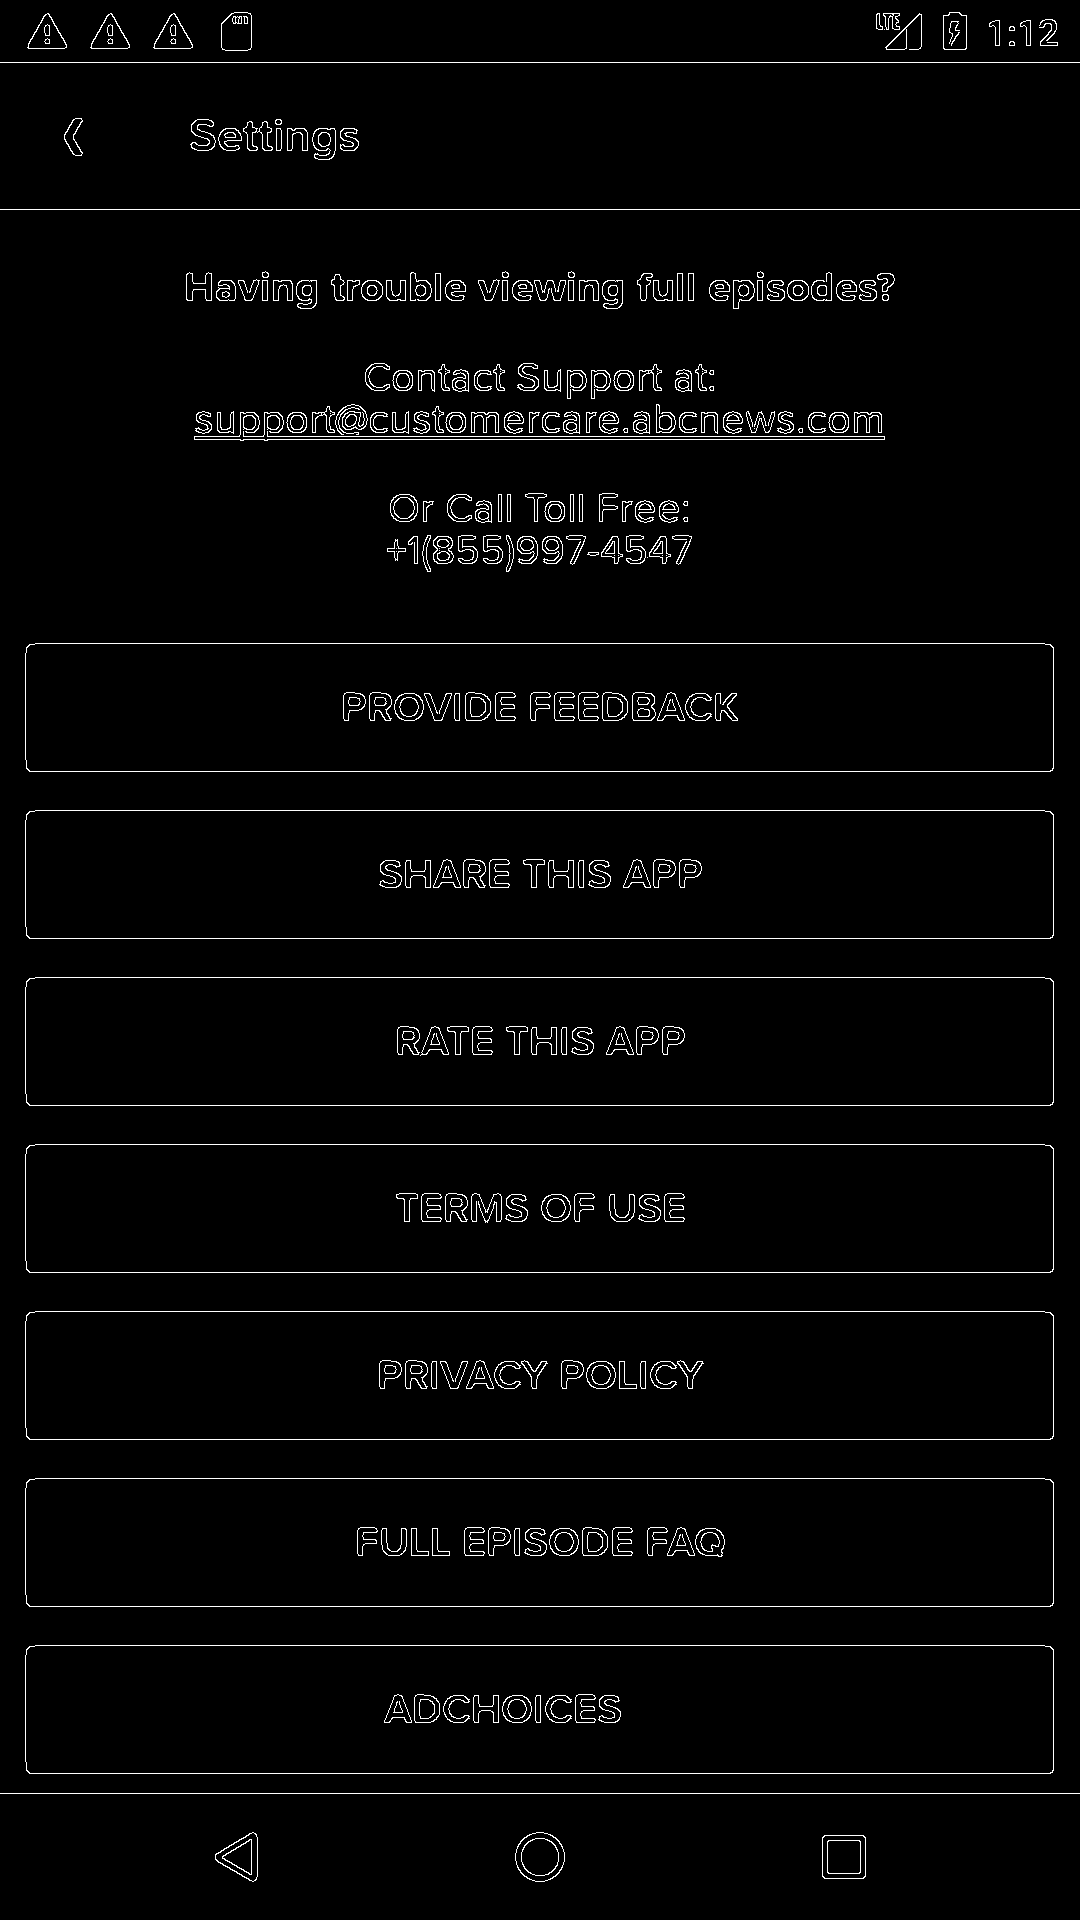 LTE 1:12
Settings
Having trouble viewing full episodes?
Contact Support at:
support@customercare.abcnews.com
Or Call Toll Free:
+1(855)997-4547
PROVIDE FEEDBACK
SHARE THIS APP
RATE THIS APP
TERMS OF USE
PRIVACY POLICY
FULL EPISODE FAQ
ADCHOICES